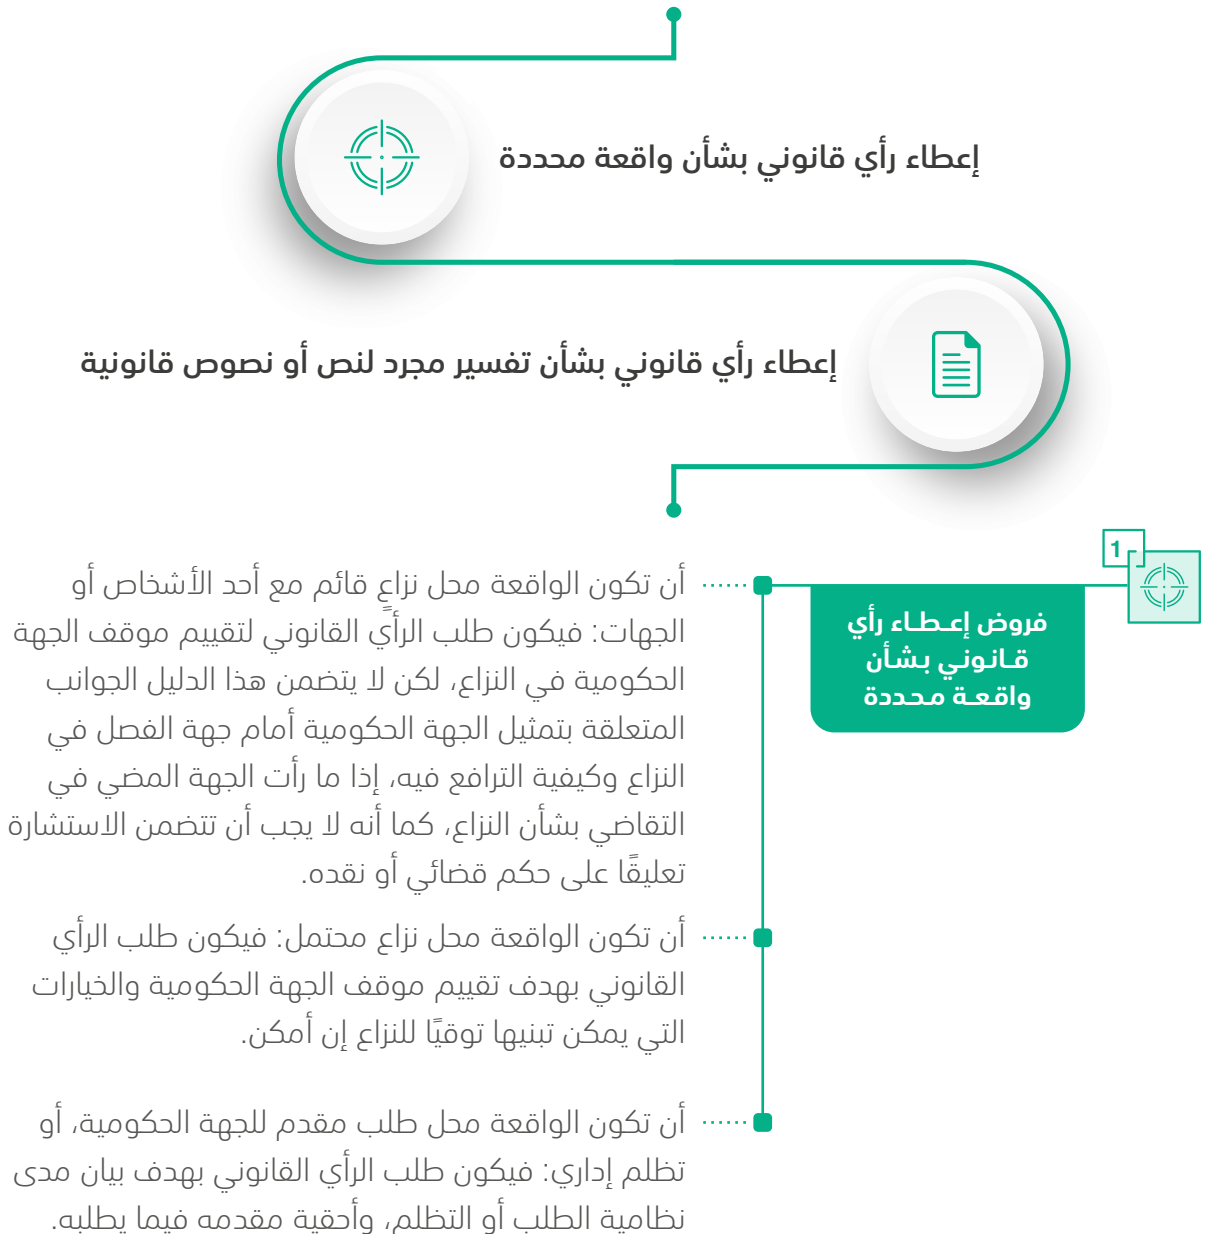 إعطاء رأي قانوني بشأن واقعة محددة
إعطاء رأي قانوني بشأن تفسير مجرد لنص أو نصوص قانونية
1
فروض إعـطـاء رأي
قـانـونـي بـشـأن
واقـعـة مـحـددة
أن تكون الواقعة محل نزاعٍ قائم مع أحد الأشخاص أو
الجهات: فيكون طلب الرأي القانوني لتقييم موقف الجهة
الحكومية في النزاع، لكن لا يتضمن هذا الدليل الجوانب
المتعلقة بتمثيل الجهة الحكومية أمام جهة الفصل في
النزاع وكيفية الترافع فيه، إذا ما رأت الجهة المضي في
التقاضي بشأن النزاع، كما أنه لا يجب أن تتضمن الاستشارة
تعليقًا على حكم قضائي أو نقده.
أن تكون الواقعة محل نزاع محتمل: فيكون طلب الرأي
القانوني بهدف تقييم موقف الجهة الحكومية والخيارات
التي يمكن تبنيها توقيًا للنزاع إن أمكن.
أن تكون الواقعة محل طلب مقدم للجهة الحكومية، أو
تظلم إداري: فيكون طلب الرأي القانوني بهدف بيان مدى
نظامية الطلب أو التظلم، وأحقية مقدمه فيما يطلبه.